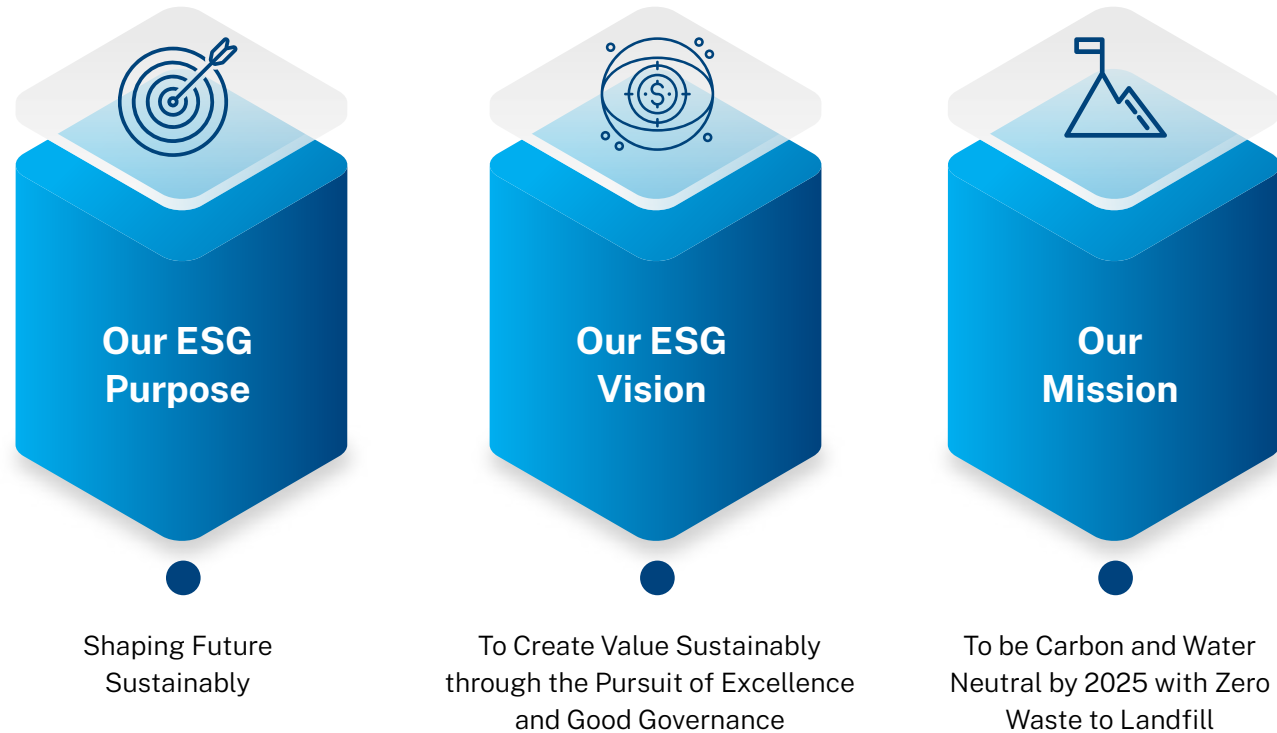 Our ESG
Purpose
Shaping Future
Sustainably
$
Our ESG
Vision
To Create Value Sustainably
through the Pursuit of Excellence
and Good Governance
Our
Mission
To be Carbon and Water
Neutral by 2025 with Zero
Waste to Landfill